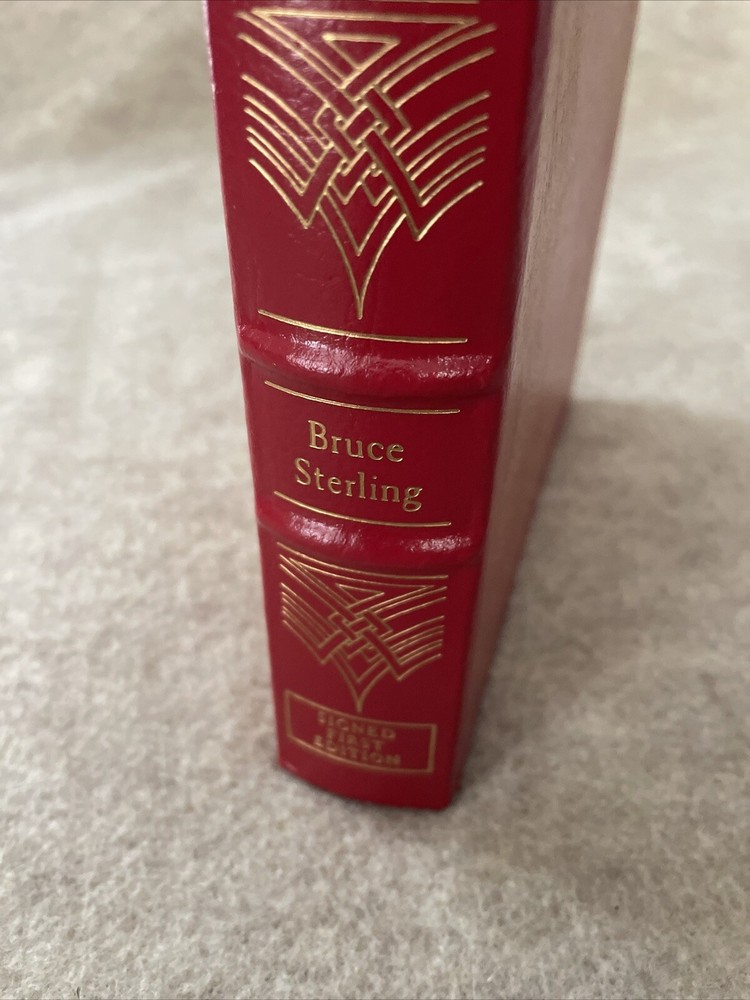 Bruce
Sterling
SIGNED
FIRST
EDITION